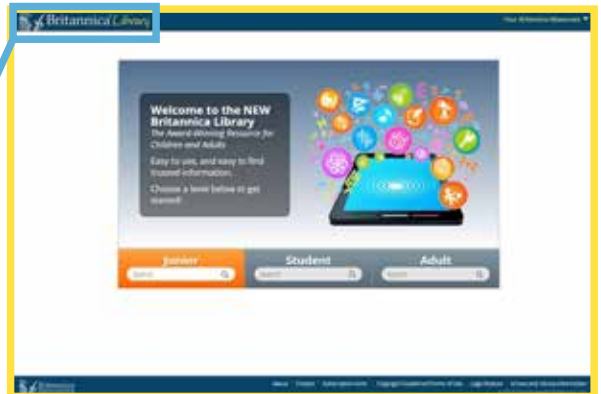 Britannica Library
Your Britannica Resources
Welcome to the NEW
Britannica Library
The Award-Winning Resource for
Children and Adults
Easy to use, and easy to find
trusted information.
Choose a level below to get
started!
Junior
Student
Adult
Search
Search
Search
Britannica